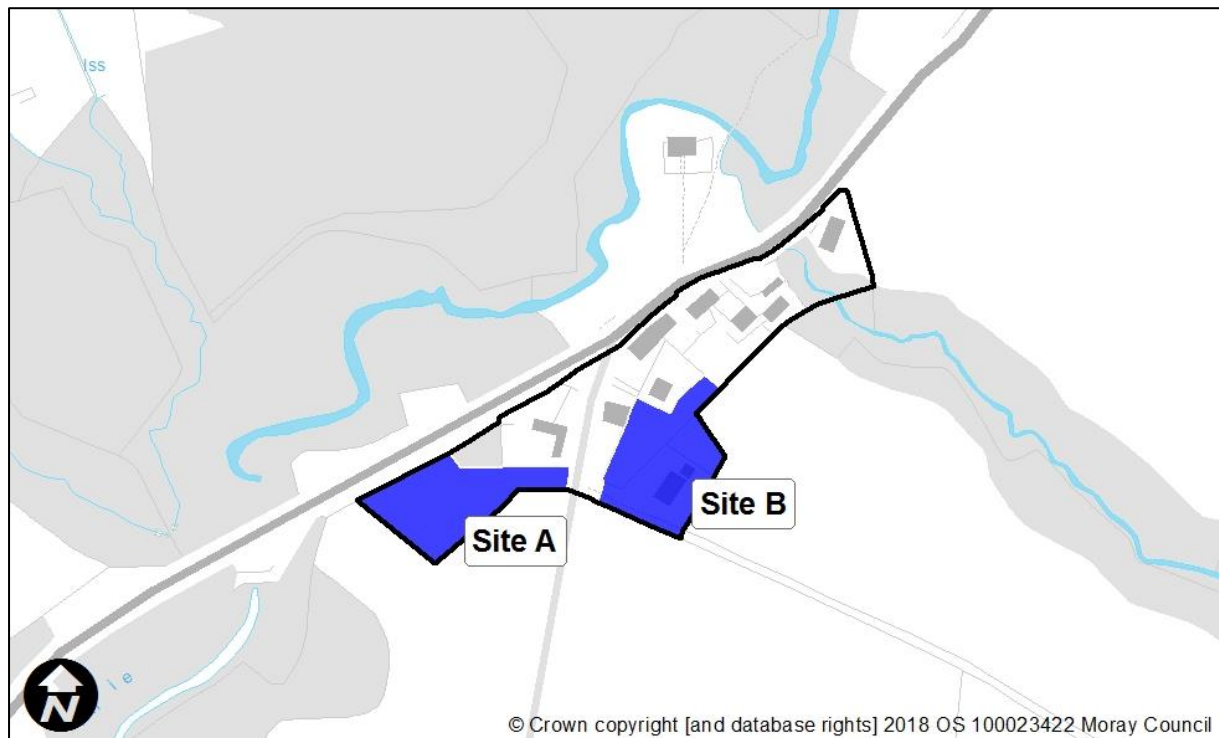 Iss
Site B
Site A
l e
N
© Crown copyright [and database rights] 2018 OS 100023422 Moray Council